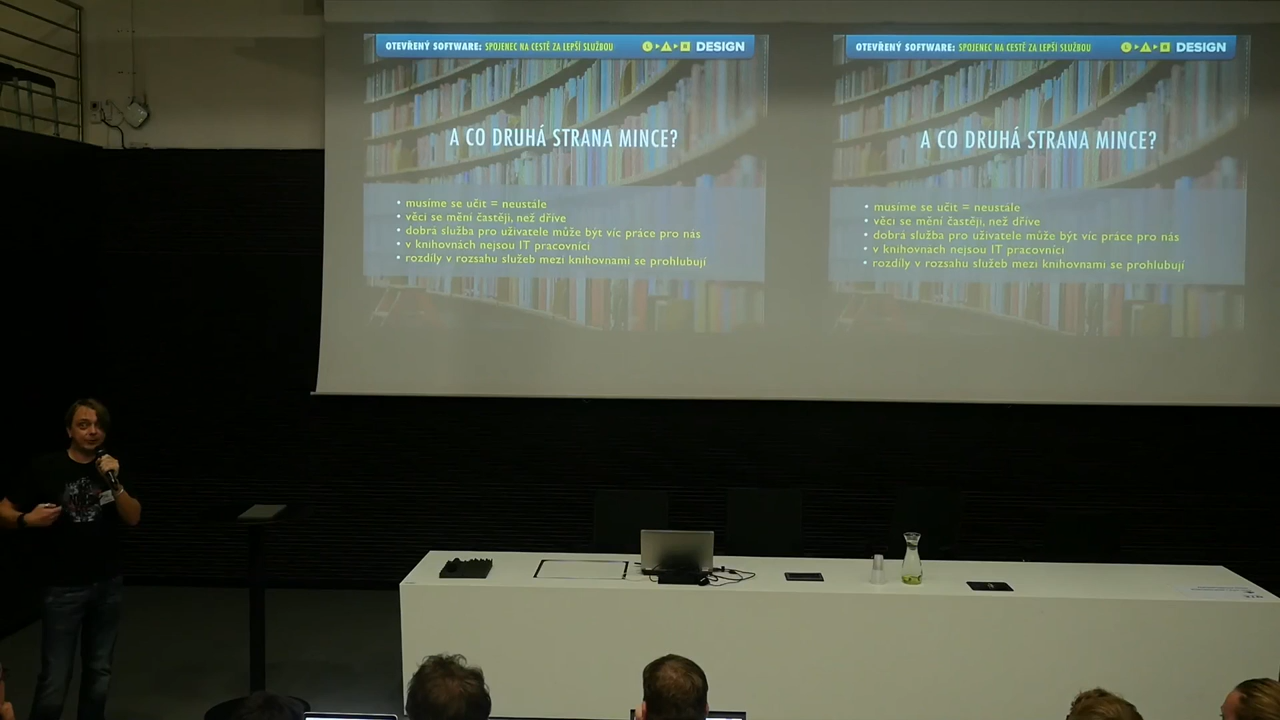 OTEVŘENÝ SOFTWARE: SPOJENEC NA CESTĚ ZA LEPŠÍ SLUŽBOU DESIGN
A CO DRUHÁ STRANA MINCE?
• musíme se učit = neustále
• věci se mění častěji, než dříve
• dobrá služba pro uživatele může být víc práce pro nás
• v knihovnách nejsou IT pracovníci
• rozdíly v rozsahu služeb mezi knihovnami se prohlubují
OTEVŘENÝ SOFTWARE: SPOJENEC NA CESTĚ ZA LEPŠÍ SLUŽBOU DESIGN
A CO DRUHÁ STRANA MINCE?
• musíme se učit = neustále
• věci se mění častěji, než dříve
• dobrá služba pro uživatele může být víc práce pro nás
• v knihovnách nejsou IT pracovníci
• rozdíly v rozsahu služeb mezi knihovnami se prohlubují